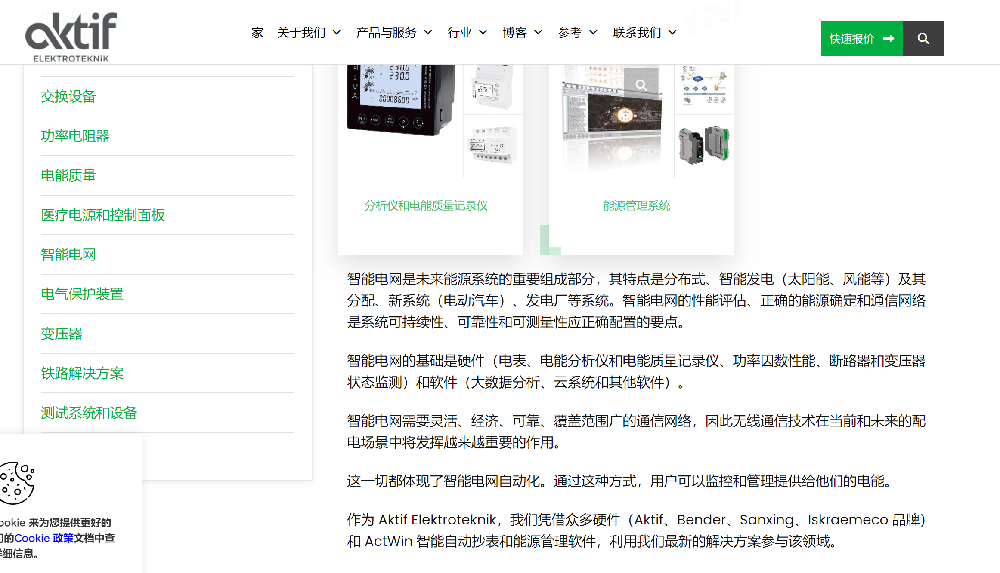 aktif
ELEKTROTEKNİK
家 关于我们 产品与服务 行业 博客 参考 联系我们
快速报价
交换设备
功率电阻器
电能质量
医疗电源和控制面板
智能电网
电气保护装置
变压器
铁路解决方案
测试系统和设备
230.0
230.0
000086.00 kWh
Ph S V/A P E
分析仪和电能质量记录仪
能源管理系统
智能电网是未来能源系统的重要组成部分，其特点是分布式、智能发电（太阳能、风能等）及其
分配、新系统（电动汽车）、发电厂等系统。智能电网的性能评估、正确的能源确定和通信网络
是系统可持续性、可靠性和可测量性应正确配置的要点。
智能电网的基础是硬件（电表、电能分析仪和电能质量记录仪、功率因数性能、断路器和变压器
状态监测）和软件（大数据分析、云系统和其他软件）。
智能电网需要灵活、经济、可靠、覆盖范围广的通信网络，因此无线通信技术在当前和未来的配
电场景中将发挥越来越重要的作用。
这一切都体现了智能电网自动化。通过这种方式，用户可以监控和管理提供给他们的电能。
作为 Aktif Elektroteknik，我们凭借众多硬件（Aktif、Bender、Sanxing、Iskraemeco 品牌）
和 ActWin 智能自动抄表和能源管理软件，利用我们最新的解决方案参与该领域。
ookie 来为您提供更好的
们的Cookie 政策文档中查
详细信息。